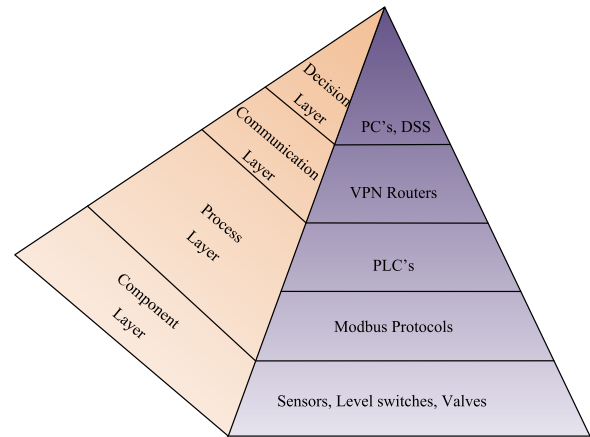 Decision
Layer
Communication
Layer
Process
Layer
Component
Layer
PC's, DSS
VPN Routers
PLC's
Modbus Protocols
Sensors, Level switches, Valves